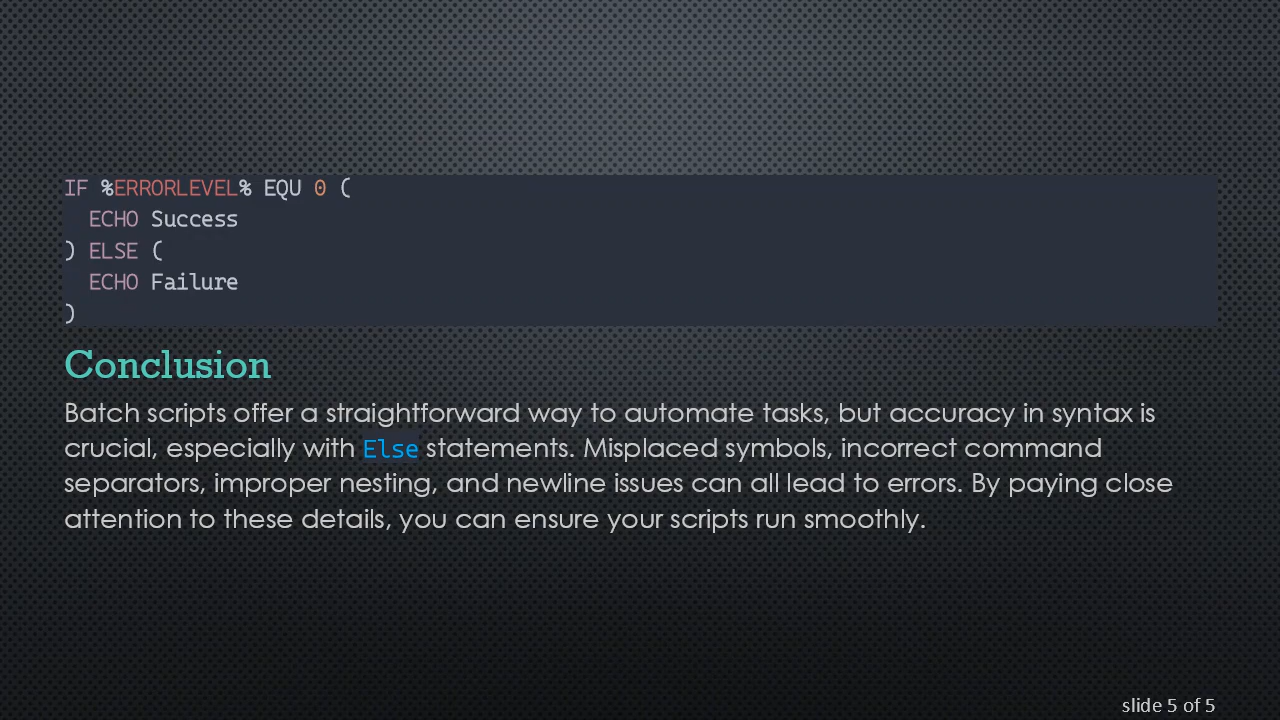 IF %ERRORLEVEL% EQU 0 (
  ECHO Success
) ELSE (
  ECHO Failure
)
Conclusion
Batch scripts offer a straightforward way to automate tasks, but accuracy in syntax is
crucial, especially with Else statements. Misplaced symbols, incorrect command
separators, improper nesting, and newline issues can all lead to errors. By paying close
attention to these details, you can ensure your scripts run smoothly.
slide 5 of 5